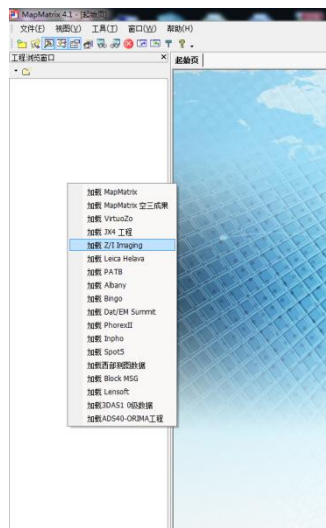 MapMatrix 4.1 - [起始页]
文件(F) 视图(V) 工具(T) 窗口(W) 帮助(H)
工程浏览窗口
起始页
加载 MapMatrix
加载 MapMatrix 空三成果
加载 VirtuoZo
加载 JX4 工程
加载 Z/I Imaging
加载 Leica Helava
加载 PATB
加载 Albany
加载 Bingo
加载 Dat/EM Summit
加载 PhorexII
加载 Inpho
加载 Spot5
加载西部测图数据
加载 Block MSG
加载 Lensoft
加载3DAS1 0级数据
加载ADS40-ORIMA工程